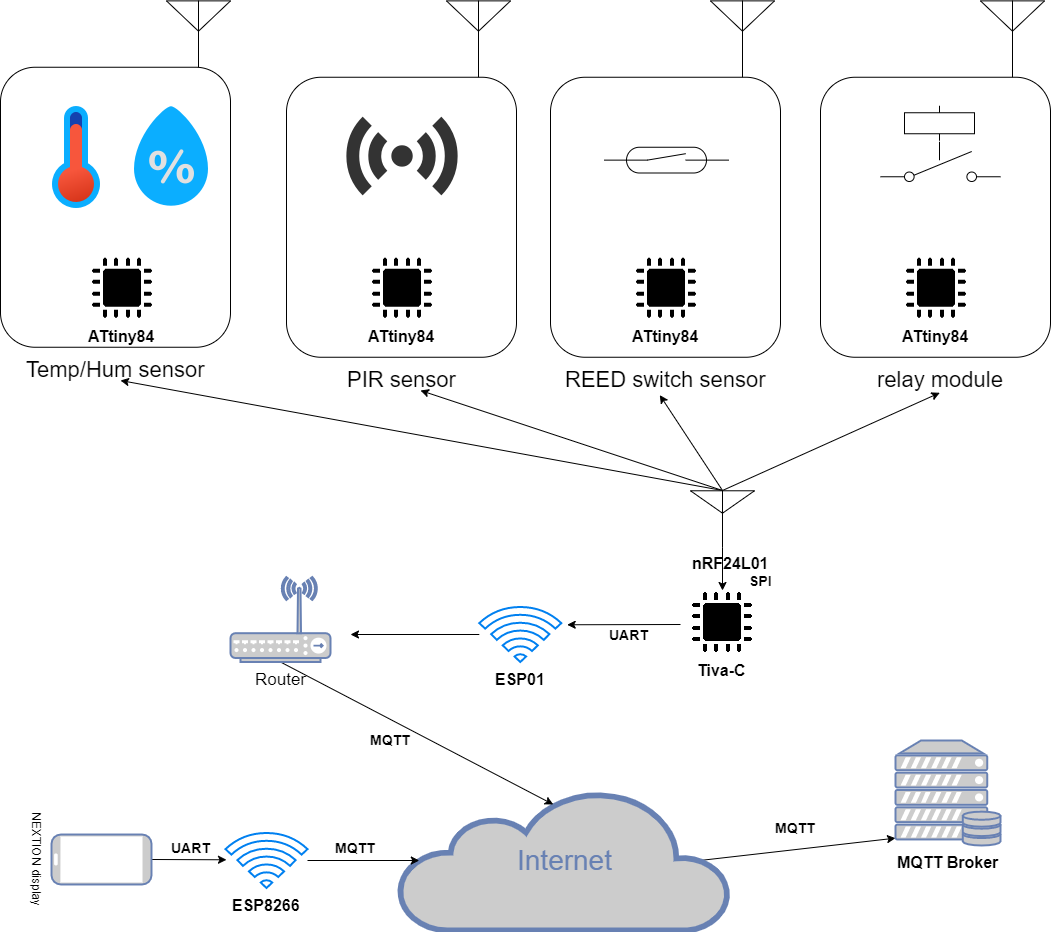 %
ATtiny84
ATtiny84
ATtiny84
ATtiny84
Temp/Hum sensor
PIR sensor
REED switch sensor
relay module
nRF24L01
SPI
UART
Tiva-C
ESP01
Router
MQTT
NEXTION display
UART
ESP8266
MQTT
Internet
MQTT
MQTT Broker